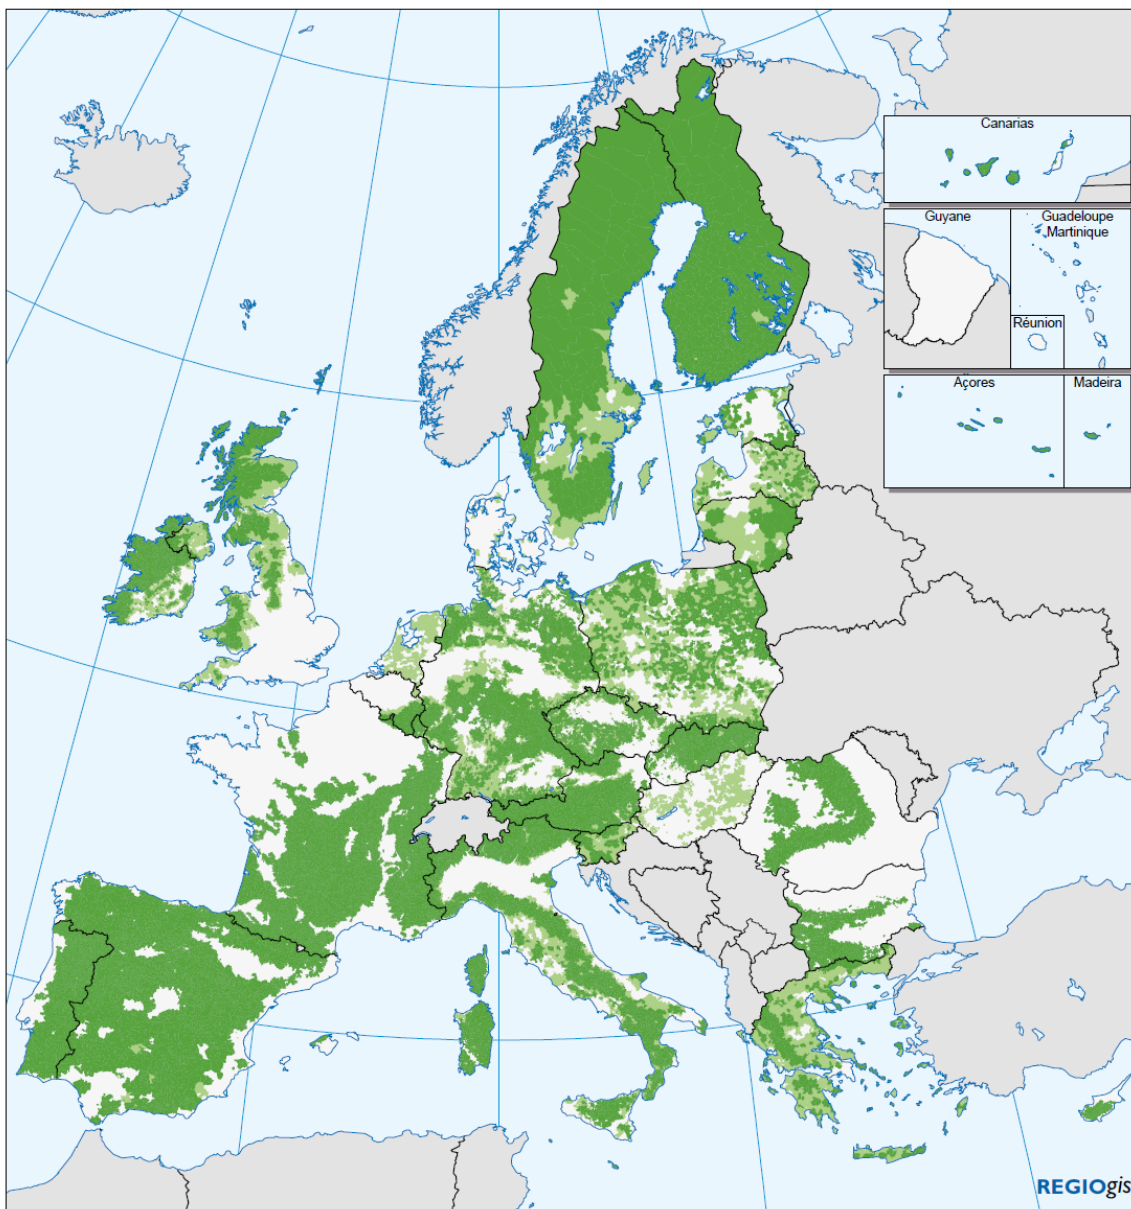 Canarias
Guyane
Guadeloupe
Martinique
Réunion
Açores
Madeira
REGIOgis